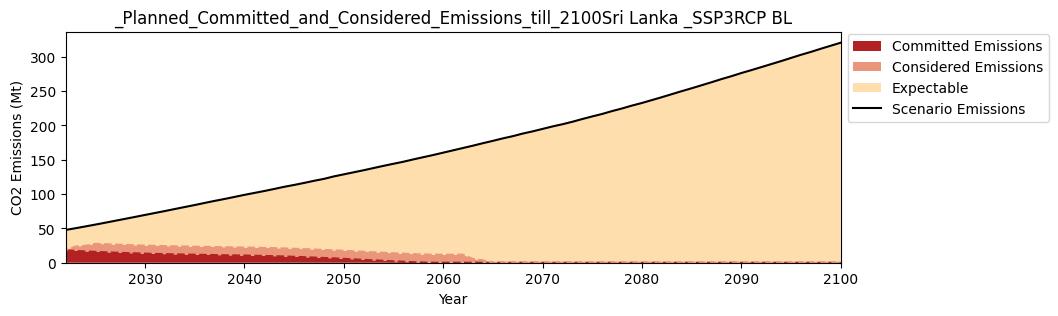 _Planned_Committed_and_Considered_Emissions_till_2100Sri Lanka _SSP3RCP BL
Committed Emissions
Considered Emissions
Expectable
Scenario Emissions
CO2 Emissions (Mt)
300
250
200
150
100
50
0
2030 2040 2050 2060 2070 2080 2090 2100
Year